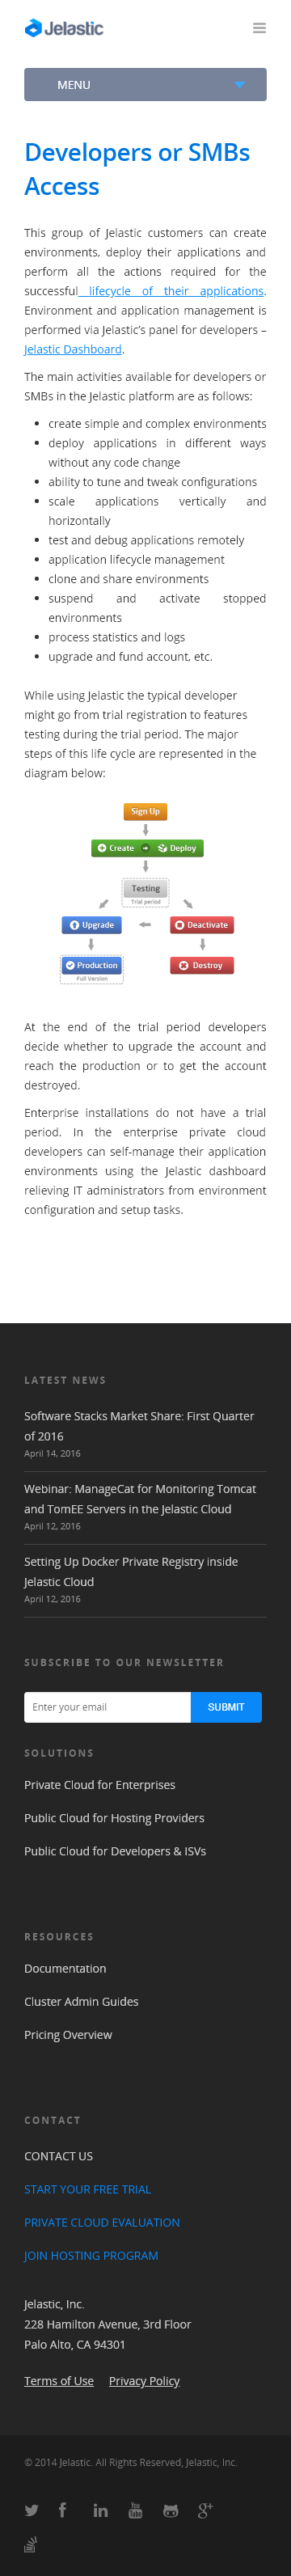 Jelastic
MENU
Developers or SMBs
Access
This group of Jelastic customers can create
environments, deploy their applications and
perform all the actions required for the
successful lifecycle of their applications.
Environment and application management is
performed via Jelastic's panel for developers –
Jelastic Dashboard.
The main activities available for developers or
SMBs in the Jelastic platform are as follows:
create simple and complex environments
deploy applications in different ways
without any code change
ability to tune and tweak configurations
scale applications vertically and
horizontally
test and debug applications remotely
application lifecycle management
clone and share environments
suspend and activate stopped
environments
process statistics and logs
upgrade and fund account, etc.
While using Jelastic the typical developer
might go from trial registration to features
testing during the trial period. The major
steps of this life cycle are represented in the
diagram below:
Sign Up
Create Deploy
Testing
Trial period
Upgrade Deactivate
Production Destroy
Full Version
At the end of the trial period developers
decide whether to upgrade the account and
reach the production or to get the account
destroyed.
Enterprise installations do not have a trial
period. In the enterprise private cloud
developers can self-manage their application
environments using the Jelastic dashboard
relieving IT administrators from environment
configuration and setup tasks.
LATEST NEWS
Software Stacks Market Share: First Quarter
of 2016
April 14, 2016
Webinar: ManageCat for Monitoring Tomcat
and TomEE Servers in the Jelastic Cloud
April 12, 2016
Setting Up Docker Private Registry inside
Jelastic Cloud
April 12, 2016
SUBSCRIBE TO OUR NEWSLETTER
Enter your email SUBMIT
SOLUTIONS
Private Cloud for Enterprises
Public Cloud for Hosting Providers
Public Cloud for Developers & ISVs
RESOURCES
Documentation
Cluster Admin Guides
Pricing Overview
CONTACT
CONTACT US
START YOUR FREE TRIAL
PRIVATE CLOUD EVALUATION
JOIN HOSTING PROGRAM
Jelastic, Inc.
228 Hamilton Avenue, 3rd Floor
Palo Alto, CA 94301
Terms of Use Privacy Policy
© 2014 Jelastic. All Rights Reserved, Jelastic, Inc.